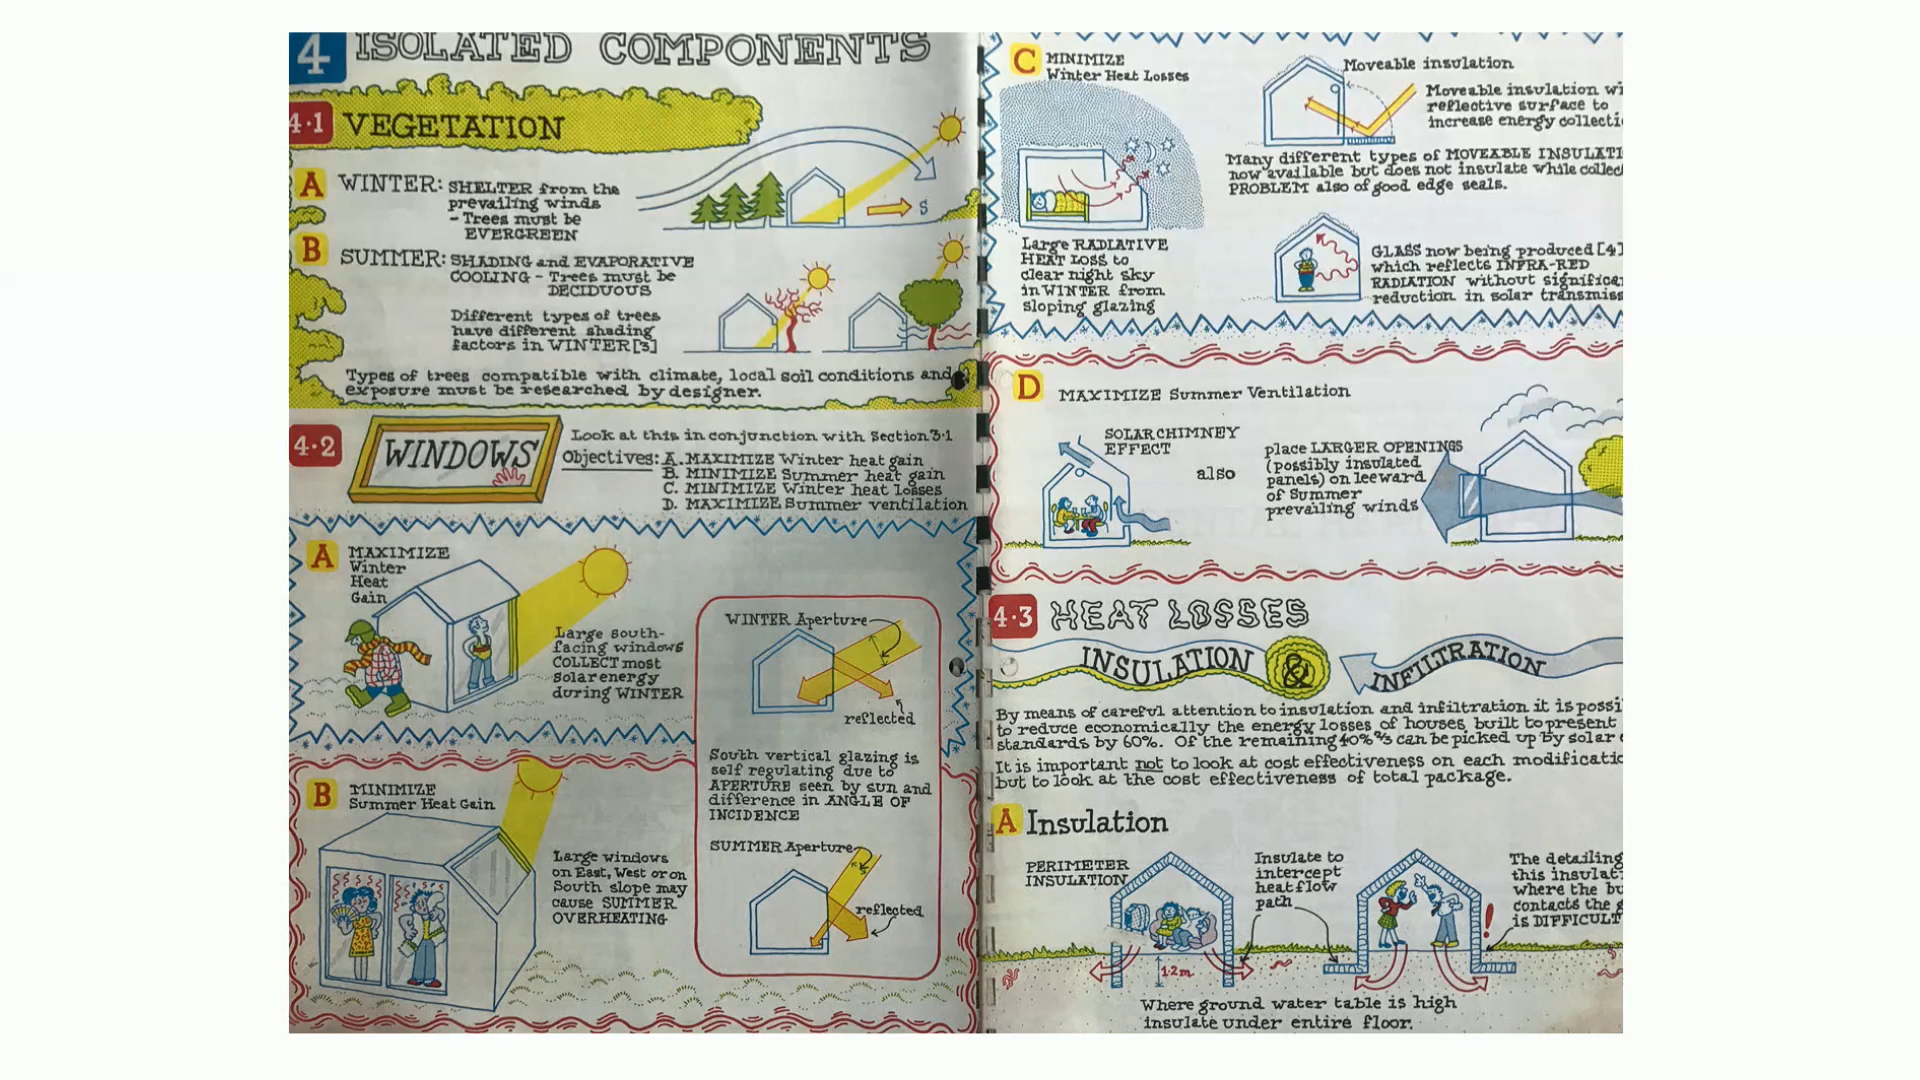 4 ISOLATED COMPONENTS
4·1 VEGETATION
A WINTER: SHELTER from the
prevailing winds
- Trees must be
EVERGREEN
S
B SUMMER: SHADING and EVAPORATIVE
COOLING - Trees must be
DECIDUOUS
Different types of trees
have different shading
factors in WINTER[3]
Types of trees compatible with climate, local soil conditions and
exposure must be researched by designer.
4·2 WINDOWS
Look at this in conjunction with Section 3·1
Objectives: A. MAXIMIZE Winter heat gain
B. MINIMIZE Summer heat gain
C. MINIMIZE Winter heat losses
D. MAXIMIZE Summer ventilation
A MAXIMIZE
Winter
Heat
Gain
Large south-
facing windows
COLLECT most
solar energy
during WINTER
B MINIMIZE
Summer Heat Gain
Large windows
on East, West or on
South slope may
cause SUMMER
OVERHEATING
WINTER Aperture
reflected
South vertical glazing is
self regulating due to
APERTURE seen by sun and
difference in ANGLE OF
INCIDENCE
SUMMER Aperture
reflected
C MINIMIZE
Winter Heat Losses
Large RADIATIVE
HEAT LOSS to
clear night sky
in WINTER from
sloping glazing
Moveable insulation
Moveable insulation wi
reflective surface to
increase energy collecti
Many different types of MOVEABLE INSULATI
now available but does not insulate while collec
PROBLEM also of good edge seals.
GLASS now being produced [4]
which reflects INFRA-RED
RADIATION without significa
reduction in solar transmiss
D MAXIMIZE Summer Ventilation
SOLAR CHIMNEY
EFFECT
also
place LARGER OPENINGS
(possibly insulated
panels) on leeward
of Summer
prevailing winds
4·3 HEAT LOSSES
INSULATION & INFILTRATION
By means of careful attention to insulation and infiltration it is possi
to reduce economically the energy losses of houses built to present
standards by 60%. Of the remaining 40% ⅔'s can be picked up by solar
It is important not to look at cost effectiveness on each modificatio
but to look at the cost effectiveness of total package.
A Insulation
PERIMETER
INSULATION
1·2m
Insulate to
intercept
heat flow
path
!
The detailing
this insulat
where the bu
contacts the g
is DIFFICULT
Where ground water table is high
insulate under entire floor.